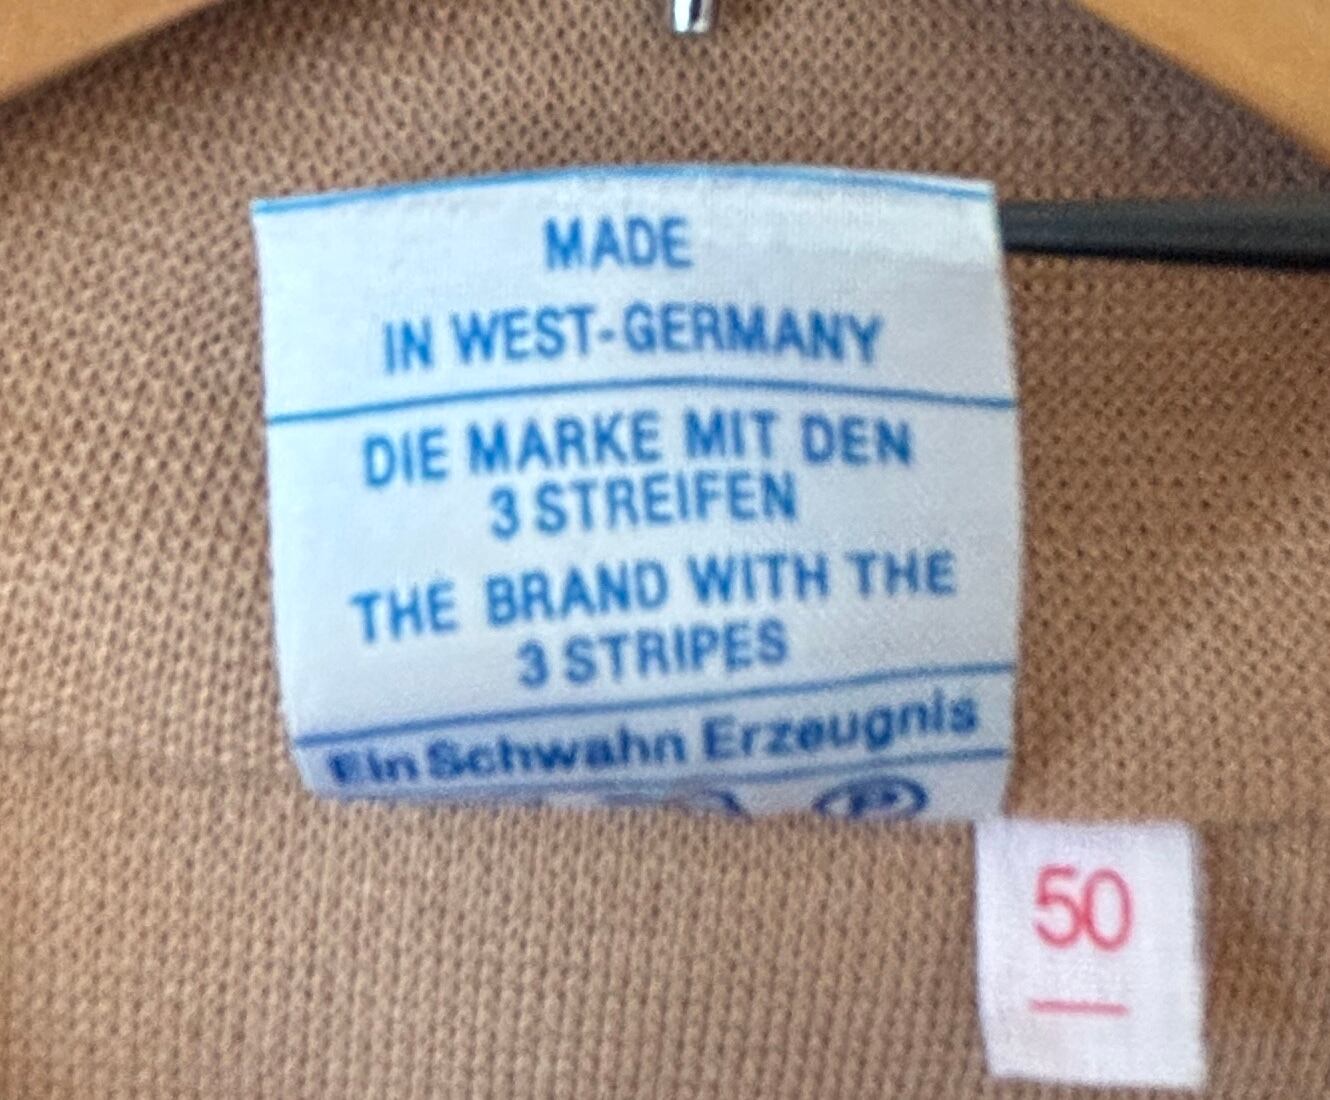 MADE
IN WEST-GERMANY
DIE MARKE MIT DEN
3 STREIFEN
THE BRAND WITH THE
3 STRIPES
Ein Schwahn Erzeugnis
P
50